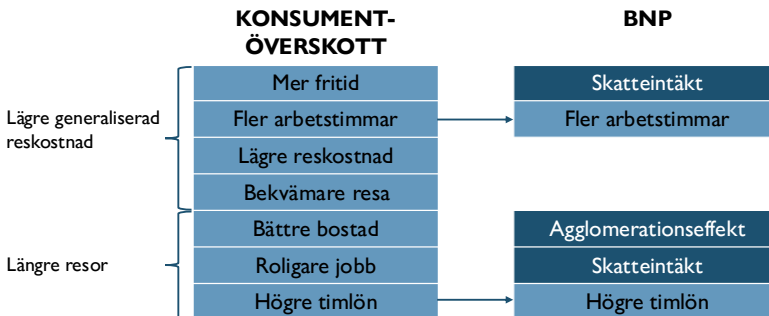 KONSUMENT-
ÖVERSKOTT
BNP
Lägre generaliserad
reskostnad
Mer fritid
Fler arbetstimmar
Lägre reskostnad
Bekvämare resa
Skatteintäkt
Fler arbetstimmar
Längre resor
Bättre bostad
Roligare jobb
Högre timlön
Agglomerationseffekt
Skatteintäkt
Högre timlön